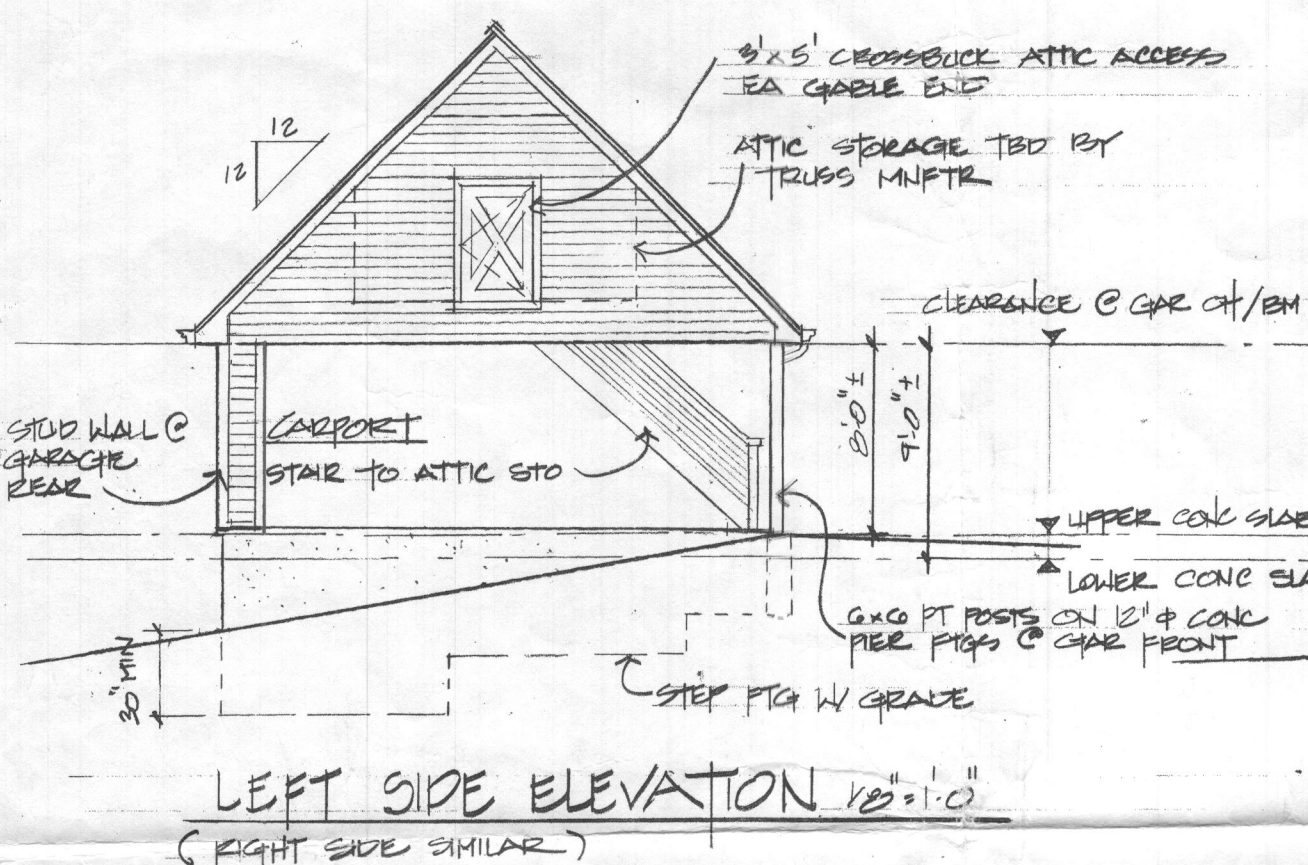 3'x5' CROSSBUCK ATTIC ACCESS
EA GABLE END
ATTIC STORAGE TBD BY
TRUSS MNFTR
12
12
CLEARANCE @ GAR OH/BM
8'-0" ±
9'-0" ±
STUD WALL @
GARAGE
REAR
CARPORT
STAIR TO ATTIC STO
UPPER CONC SLAB
LOWER CONC SLA
6x6 PT POSTS ON 12" φ CONC
PIER FTGS @ GAR FRONT
30" MIN
STEP FTG W/ GRADE
LEFT SIDE ELEVATION 1/8"=1'-0"
(RIGHT SIDE SIMILAR)